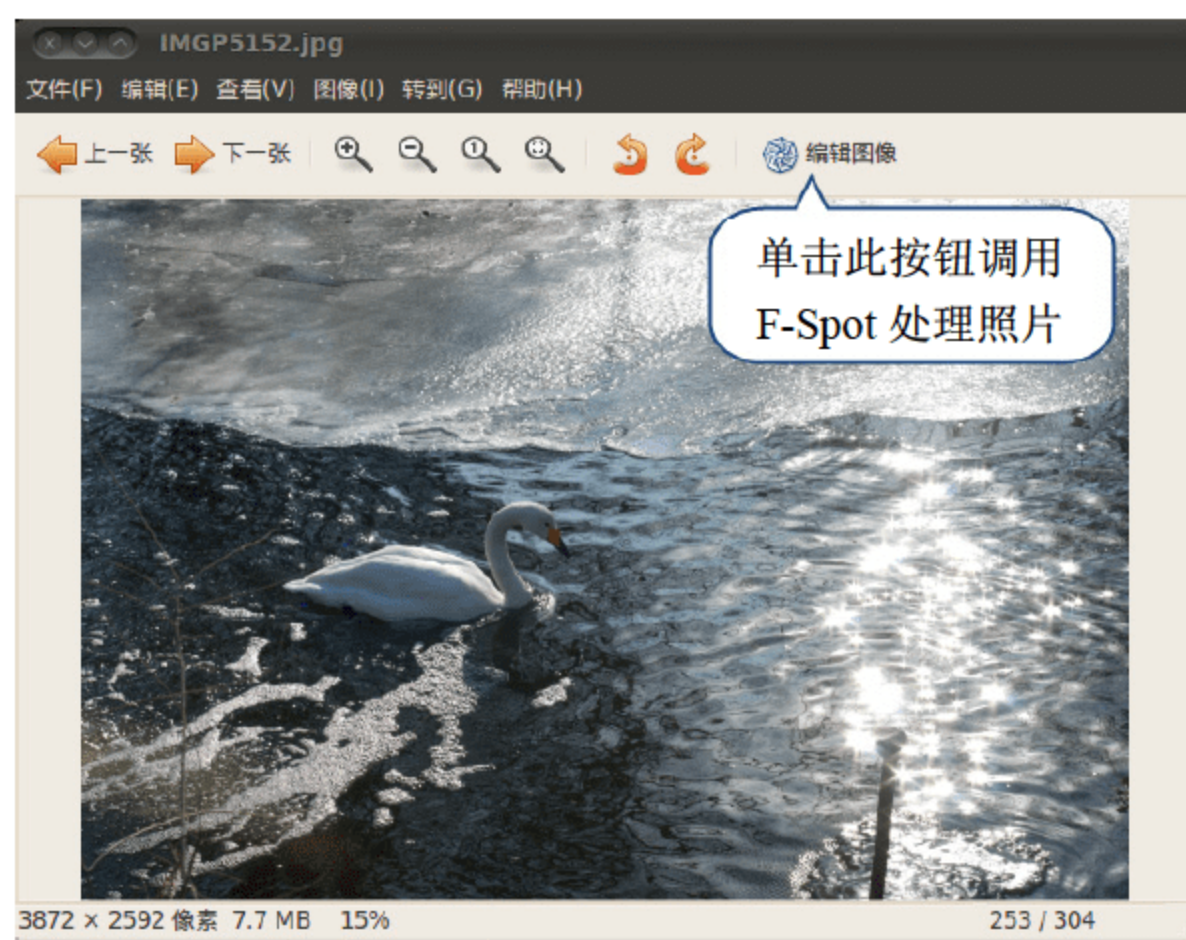 IMGP5152.jpg
文件(F) 编辑(E) 查看(V) 图像(I) 转到(G) 帮助(H)
上一张 下一张 编辑图像
单击此按钮调用
F-Spot 处理照片
3872 × 2592 像素 7.7 MB 15% 253 / 304